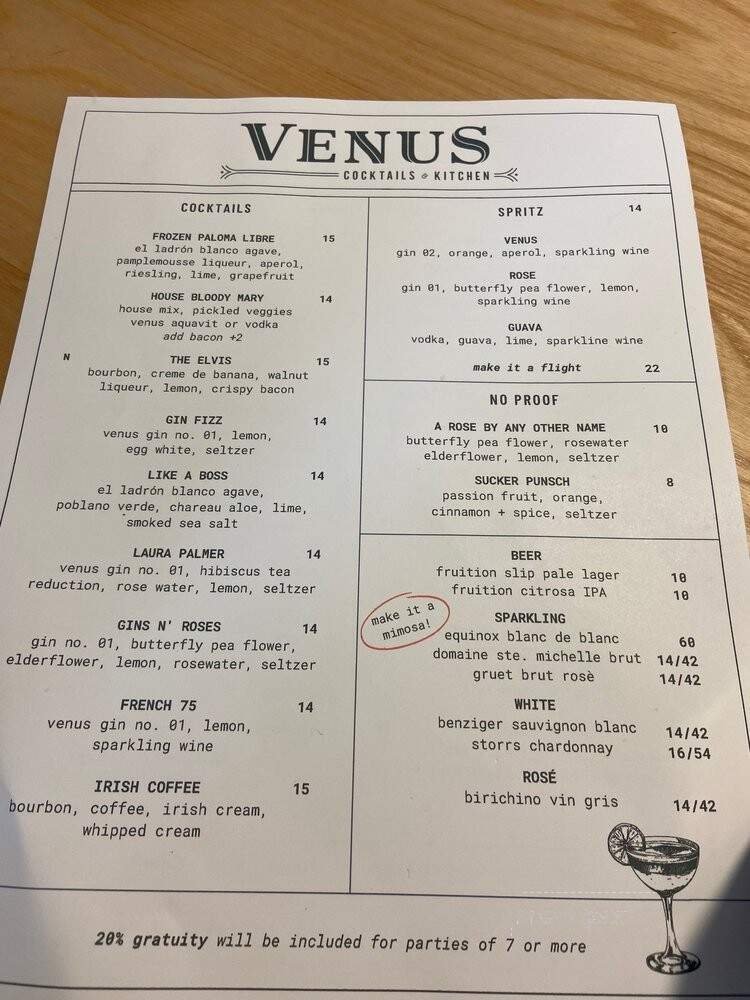 VENUS
COCKTAILS & KITCHEN
COCKTAILS
FROZEN PALOMA LIBRE 15
el ladrón blanco agave,
pamplemousse liqueur, aperol,
riesling, lime, grapefruit
HOUSE BLOODY MARY 14
house mix, pickled veggies
venus aquavit or vodka
add bacon +2
N THE ELVIS 15
bourbon, creme de banana, walnut
liqueur, lemon, crispy bacon
GIN FIZZ 14
venus gin no. 01, lemon,
egg white, seltzer
LIKE A BOSS 14
el ladrón blanco agave,
poblano verde, chareau aloe, lime,
smoked sea salt
LAURA PALMER 14
venus gin no. 01, hibiscus tea
reduction, rose water, lemon, seltzer
GINS N' ROSES 14
gin no. 01, butterfly pea flower,
elderflower, lemon, rosewater, seltzer
FRENCH 75 14
venus gin no. 01, lemon,
sparkling wine
IRISH COFFEE 15
bourbon, coffee, irish cream,
whipped cream
SPRITZ 14
VENUS
gin 02, orange, aperol, sparkling wine
ROSE
gin 01, butterfly pea flower, lemon,
sparkling wine
GUAVA
vodka, guava, lime, sparkline wine
make it a flight 22
NO PROOF
A ROSE BY ANY OTHER NAME 10
butterfly pea flower, rosewater
elderflower, lemon, seltzer
SUCKER PUNSCH 8
passion fruit, orange,
cinnamon + spice, seltzer
BEER
fruition slip pale lager 10
fruition citrosa IPA 10
make it a
mimosa!
SPARKLING
equinox blanc de blanc 60
domaine ste. michelle brut 14/42
gruet brut rosè 14/42
WHITE
benziger sauvignon blanc 14/42
storrs chardonnay 16/54
ROSÉ
birichino vin gris 14/42
20% gratuity will be included for parties of 7 or more